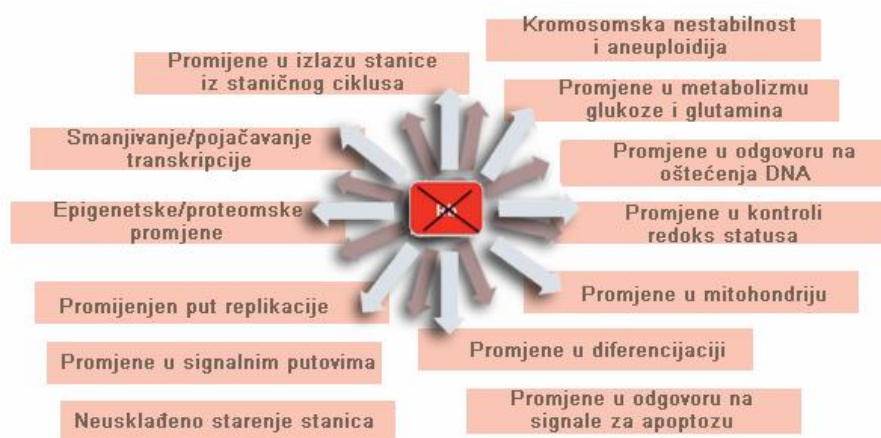 Kromosomska nestabilnost
i aneuploidija
Promijene u izlazu stanice
iz staničnog ciklusa
Promjene u metabolizmu
glukoze i glutamina
Smanjivanje/pojačavanje
transkripcije
Promjene u odgovoru na
oštećenja DNA
Epigenetske/proteomske
promjene
Promjene u kontroli
redoks statusa
Promijenjen put replikacije
Promjene u mitohondriju
Promjene u signalnim putovima
Promjene u diferencijaciji
Neusklađeno starenje stanica
Promjene u odgovoru na
signale za apoptozu